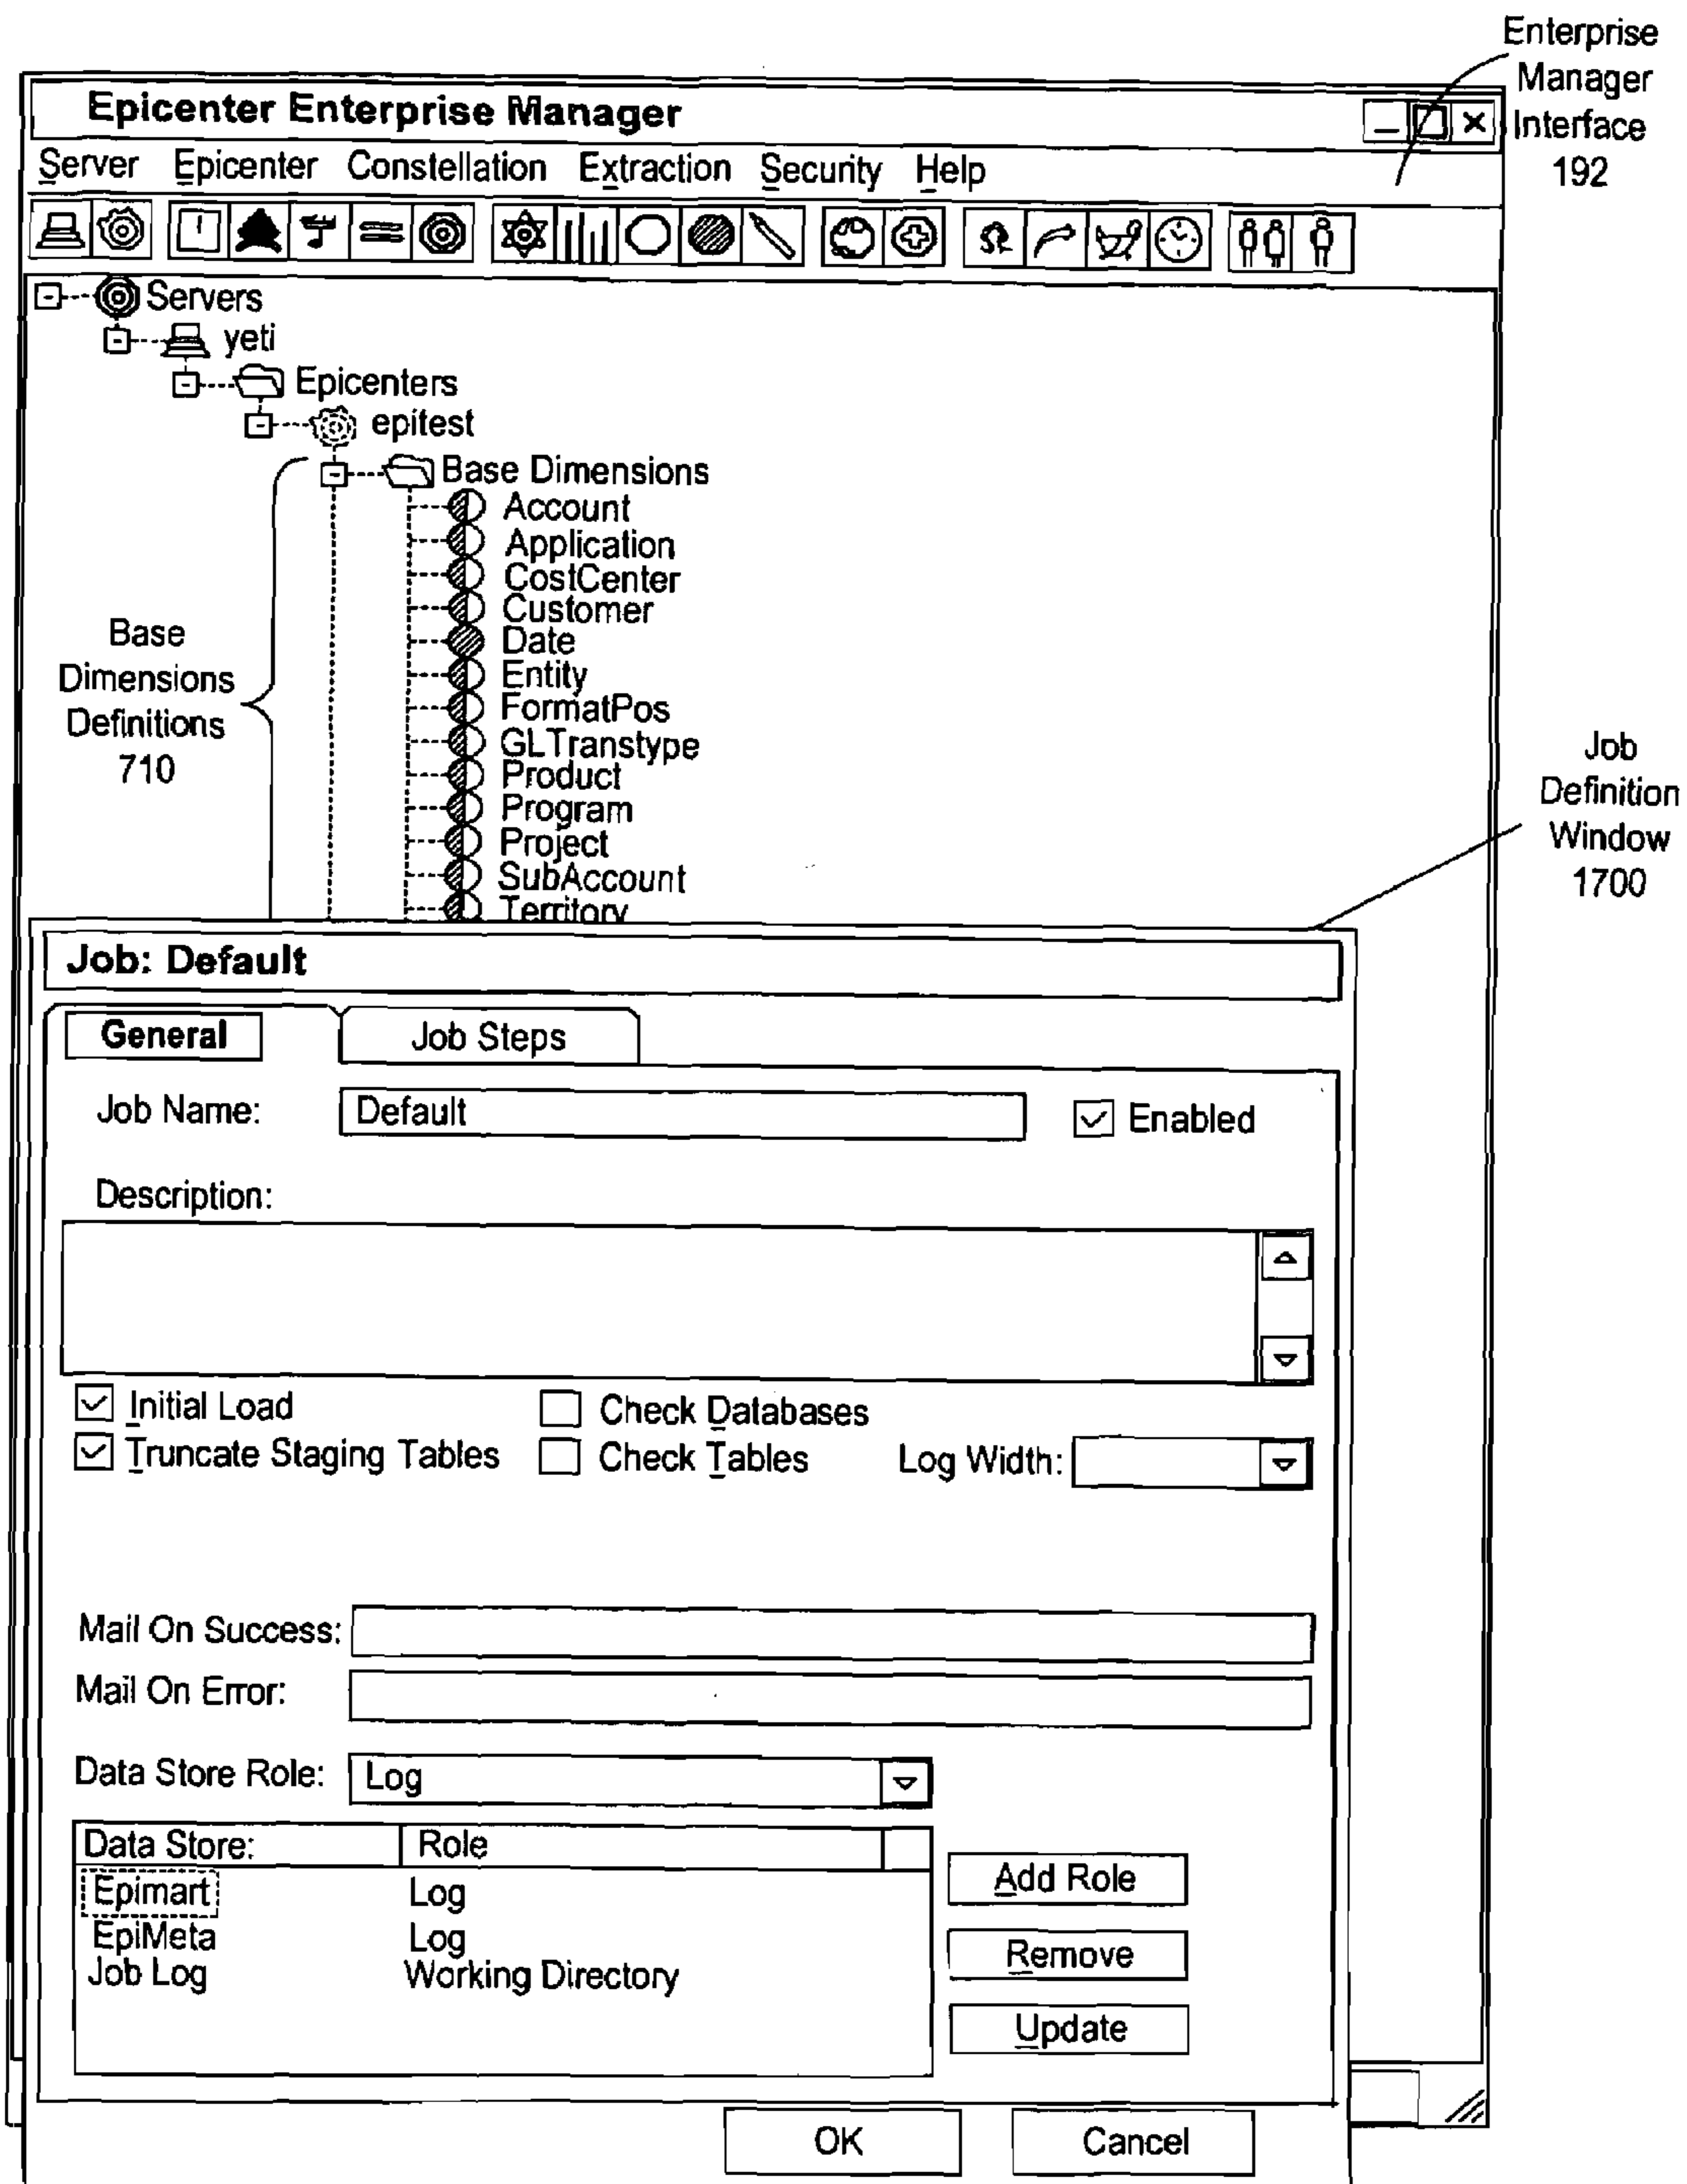 Enterprise
Manager
Interface
192
Epicenter Enterprise Manager
Server Epicenter Constellation Extraction Security Help
Servers
yeti
Epicenters
epitest
Base Dimensions
Account
Application
CostCenter
Customer
Date
Entity
FormatPos
GLTranstype
Product
Program
Project
SubAccount
Territory
Base
Dimensions
Definitions
710
Job
Definition
Window
1700
Job: Default
General Job Steps
Job Name: Default Enabled
Description:
Initial Load Check Databases
Truncate Staging Tables Check Tables Log Width:
Mail On Success:
Mail On Error:
Data Store Role: Log
Data Store: Role
Epimart Log
EpiMeta Log
Job Log Working Directory
Add Role
Remove
Update
OK Cancel